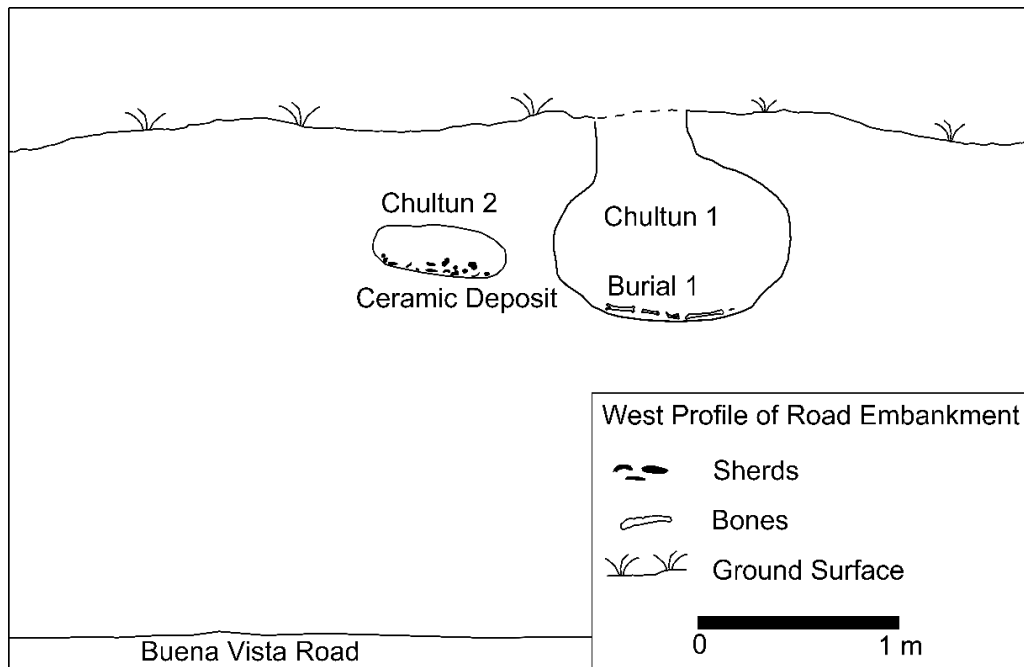 Chultun 2
Chultun 1
Burial 1
Ceramic Deposit
West Profile of Road Embankment
Sherds
Bones
Ground Surface
0 1 m
Buena Vista Road